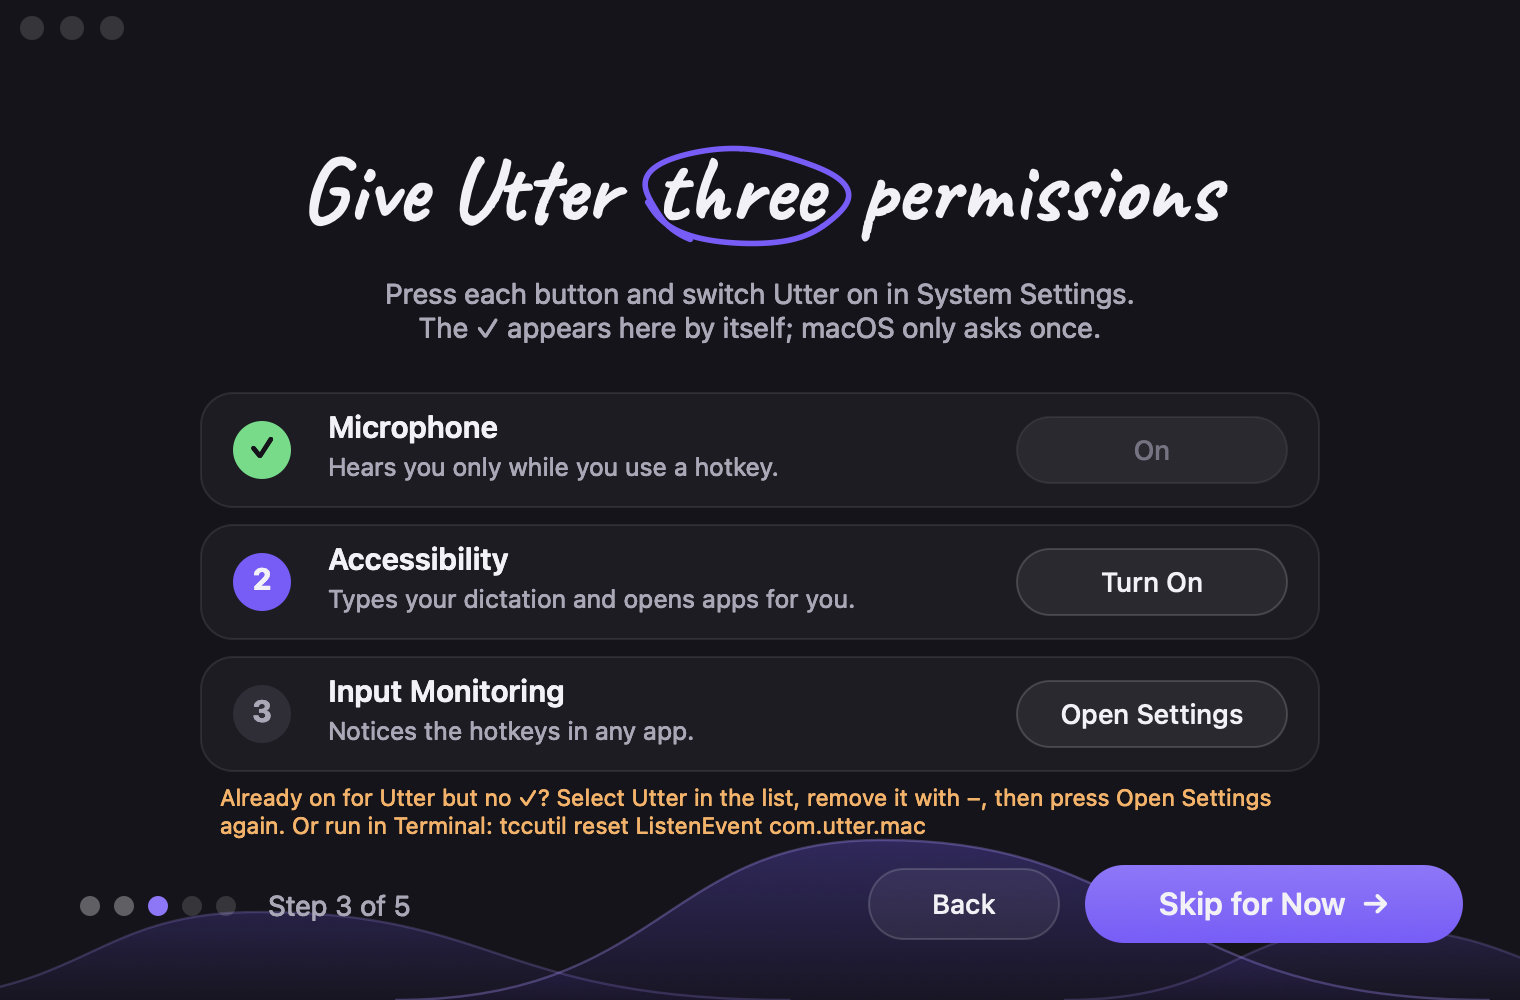 Give Utter three permissions
Press each button and switch Utter on in System Settings.
The ✓ appears here by itself; macOS only asks once.
✓
Microphone
Hears you only while you use a hotkey.
On
2
Accessibility
Types your dictation and opens apps for you.
Turn On
3
Input Monitoring
Notices the hotkeys in any app.
Open Settings
Already on for Utter but no ✓? Select Utter in the list, remove it with –, then press Open Settings
again. Or run in Terminal: tccutil reset ListenEvent com.utter.mac
Step 3 of 5
Back
Skip for Now →